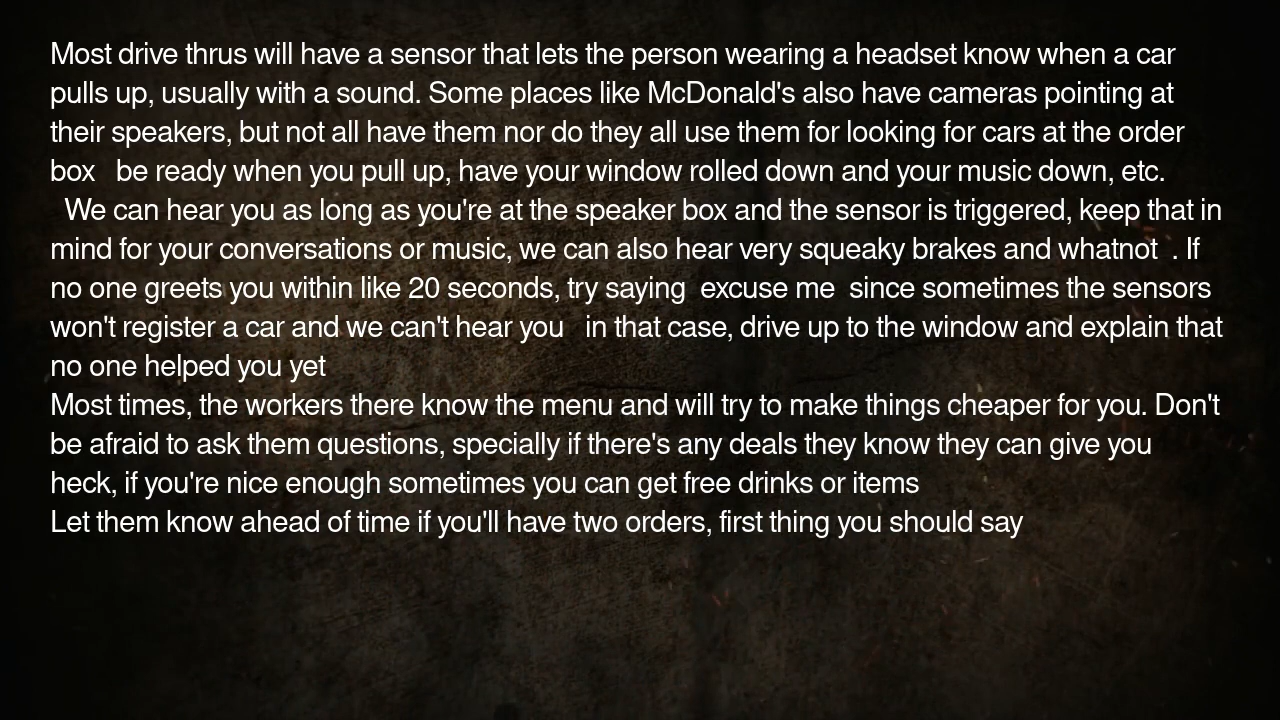 Most drive thrus will have a sensor that lets the person wearing a headset know when a car
pulls up, usually with a sound. Some places like McDonald's also have cameras pointing at
their speakers, but not all have them nor do they all use them for looking for cars at the order
box   be ready when you pull up, have your window rolled down and your music down, etc.
We can hear you as long as you're at the speaker box and the sensor is triggered, keep that in
mind for your conversations or music, we can also hear very squeaky brakes and whatnot  . If
no one greets you within like 20 seconds, try saying  excuse me  since sometimes the sensors
won't register a car and we can't hear you   in that case, drive up to the window and explain that
no one helped you yet
Most times, the workers there know the menu and will try to make things cheaper for you. Don't
be afraid to ask them questions, specially if there's any deals they know they can give you
heck, if you're nice enough sometimes you can get free drinks or items
Let them know ahead of time if you'll have two orders, first thing you should say